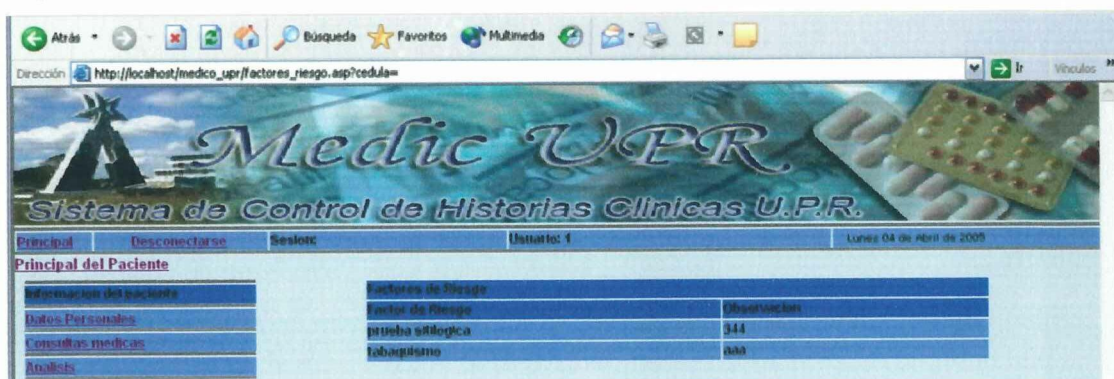 Atrás Búsqueda Favoritos Multimedia
Dirección http://localhost/medico_upr/factores_riesgo.asp?cedula= Ir Vínculos »
Medic UPR
Sistema de Control de Historias Clinicas U.P.R.
Principal Desconectarse Sesion: Usuario: 1 Lunes 04 de Abril de 2005
Principal del Paciente
Informacion del paciente
Datos Personales
Consultas medicas
Analisis
Factores de Riesgo
Factor de Riesgo Observacion
prueba sifilogica 344
tabaquismo aaa